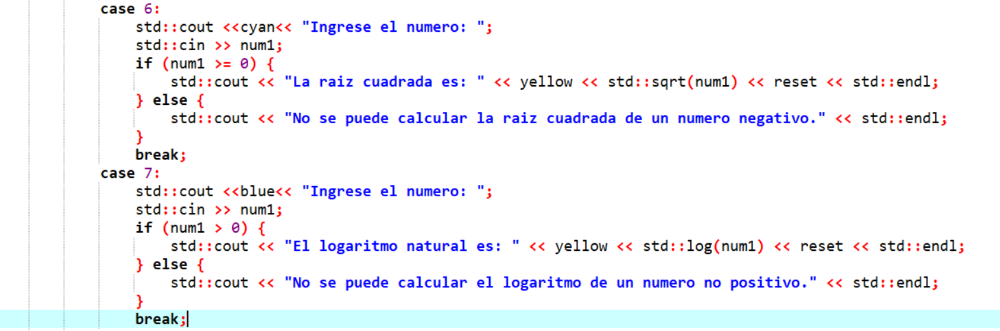 case 6:
std::cout <<cyan<< "Ingrese el numero: ";
std::cin >> num1;
if (num1 >= 0) {
std::cout << "La raiz cuadrada es: " << yellow << std::sqrt(num1) << reset << std::endl;
} else {
std::cout << "No se puede calcular la raiz cuadrada de un numero negativo." << std::endl;
}
break;
case 7:
std::cout <<blue<< "Ingrese el numero: ";
std::cin >> num1;
if (num1 > 0) {
std::cout << "El logaritmo natural es: " << yellow << std::log(num1) << reset << std::endl;
} else {
std::cout << "No se puede calcular el logaritmo de un numero no positivo." << std::endl;
}
break;